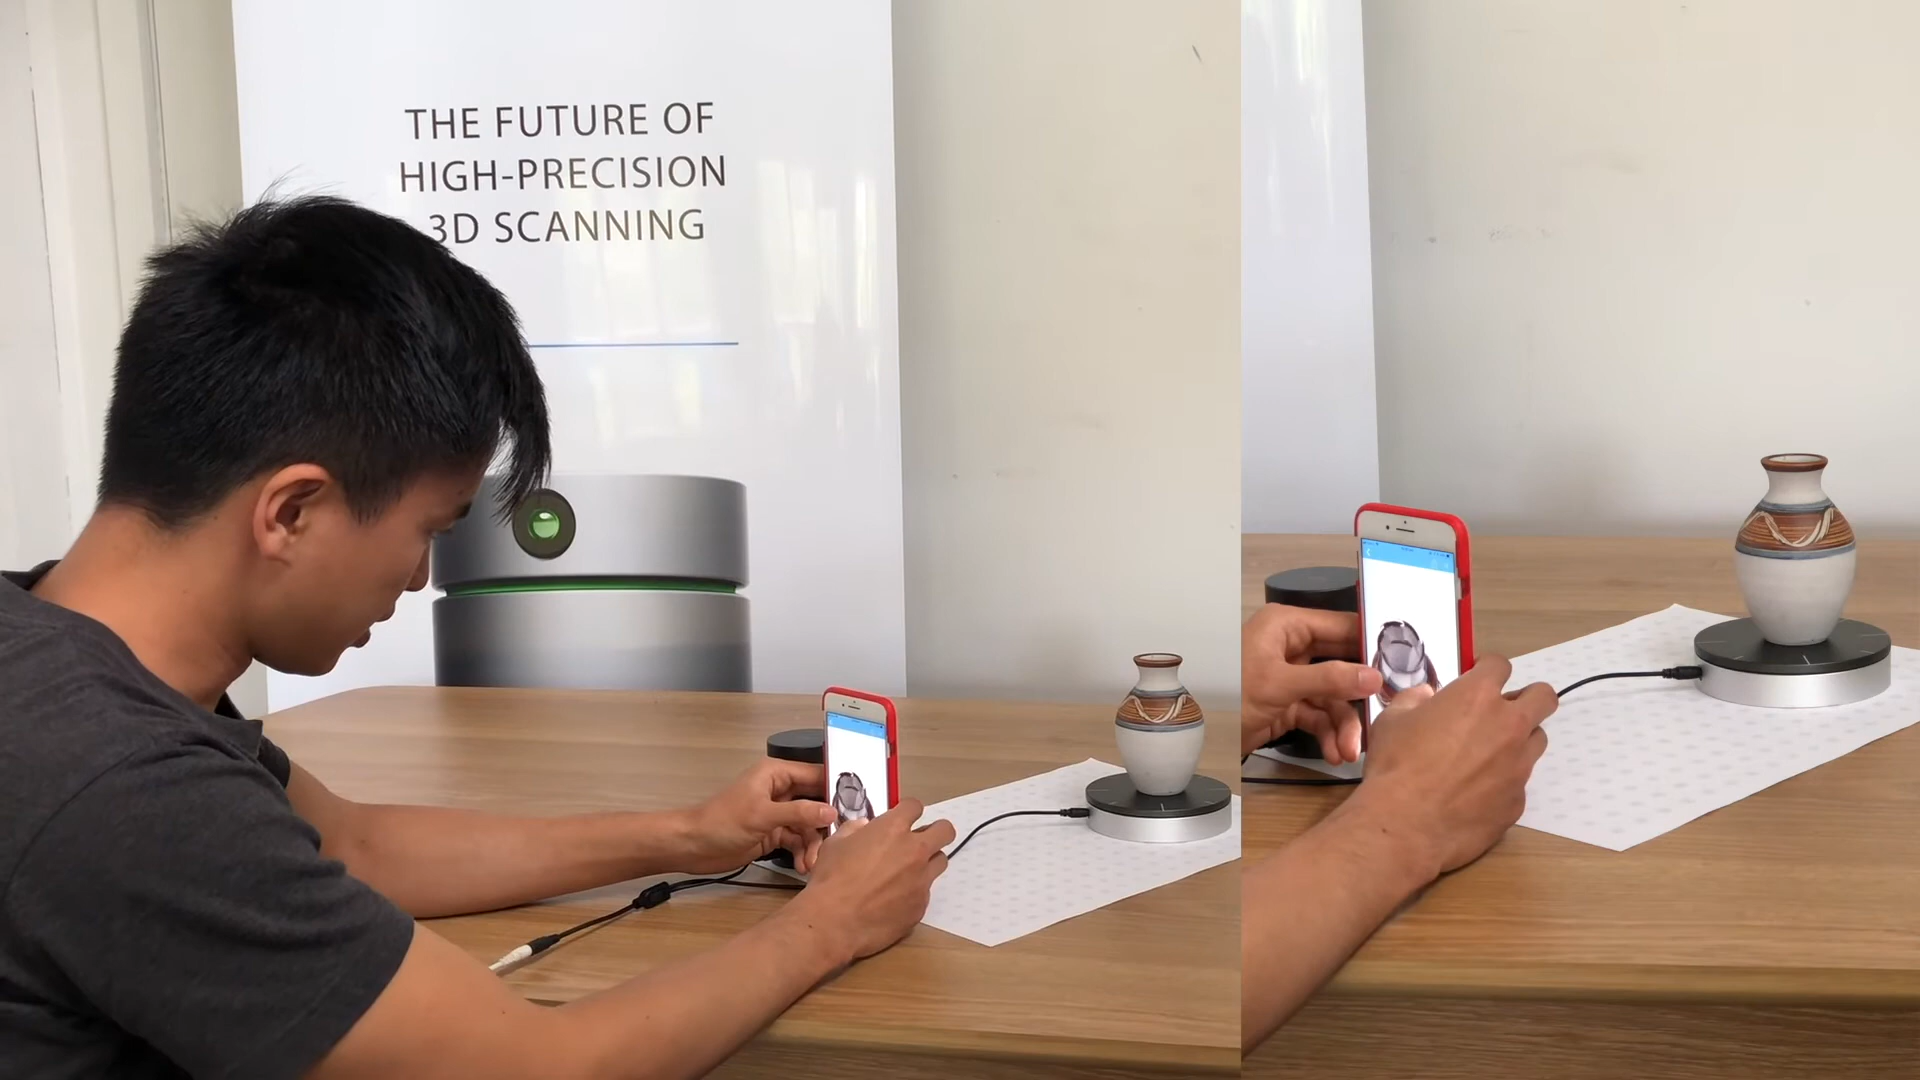 THE FUTURE OF
HIGH-PRECISION
3D SCANNING